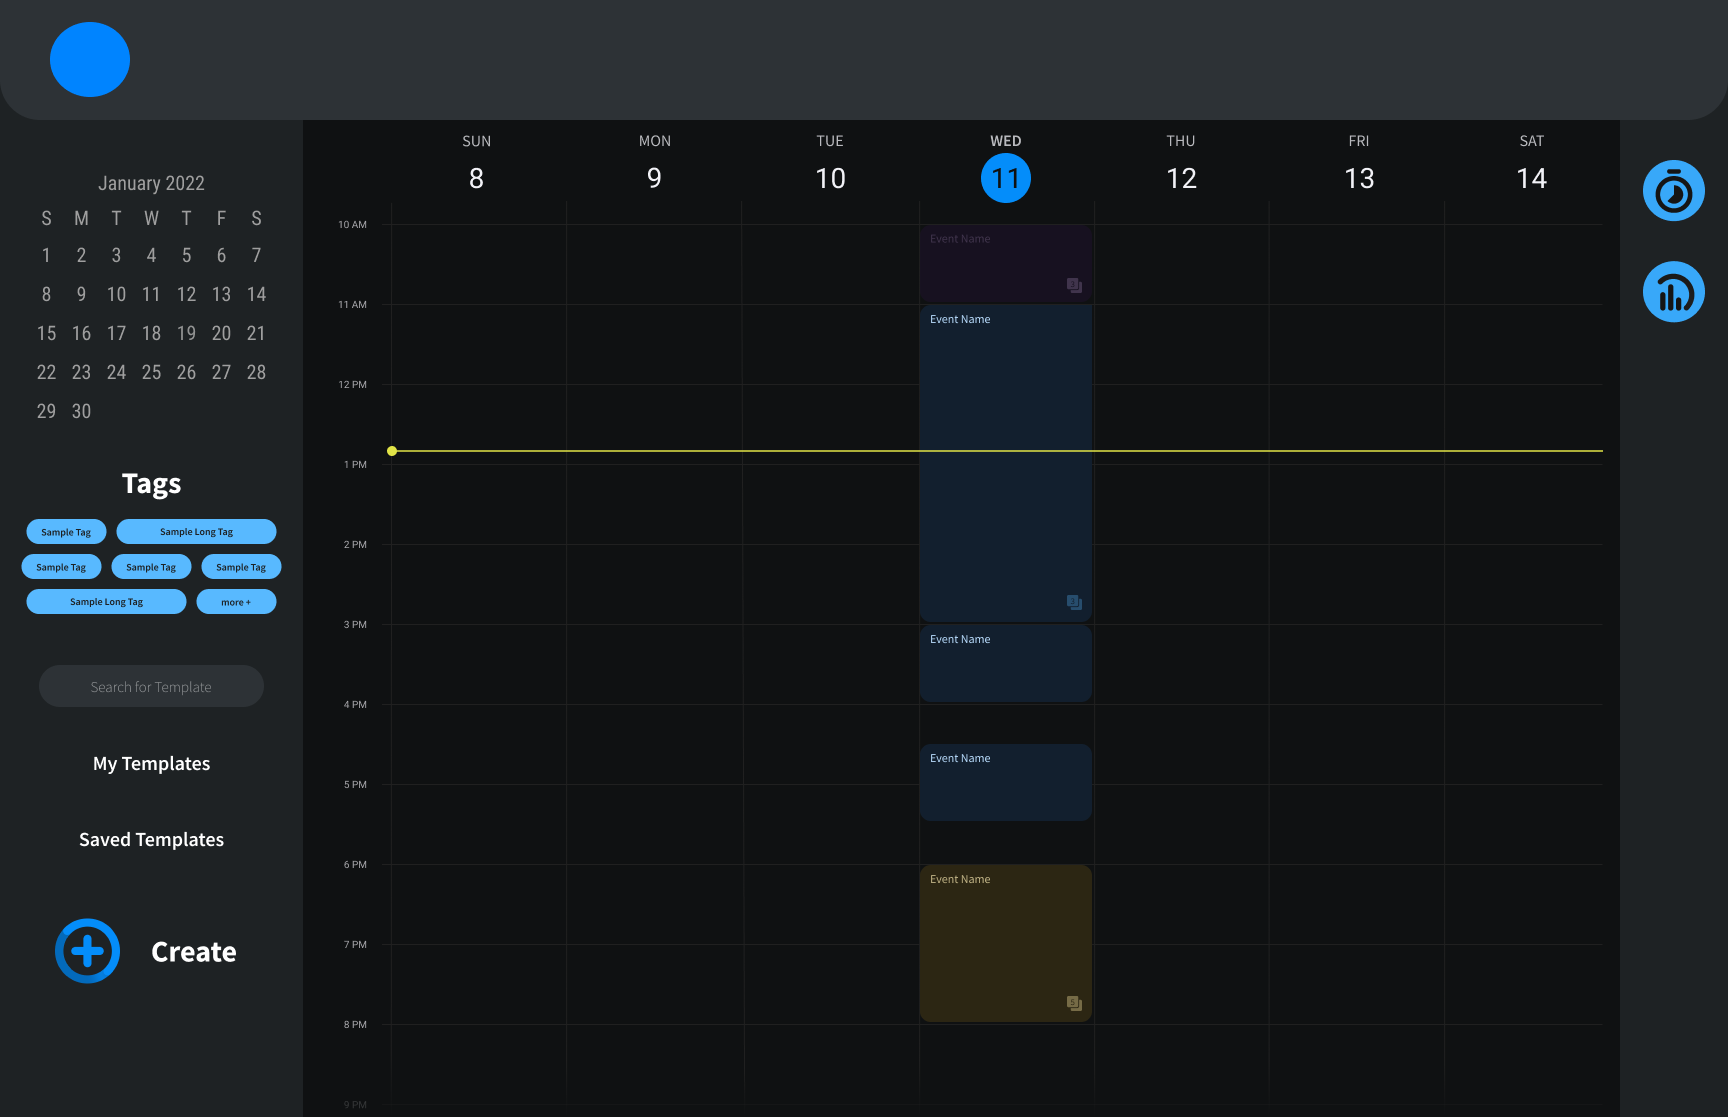 January 2022
S M T W T F S
1 2 3 4 5 6 7
8 9 10 11 12 13 14
15 16 17 18 19 20 21
22 23 24 25 26 27 28
29 30
Tags
Sample Tag Sample Long Tag
Sample Tag Sample Tag Sample Tag
Sample Long Tag more +
Search for Template
My Templates
Saved Templates
Create
SUN MON TUE WED THU FRI SAT
8 9 10 11 12 13 14
10 AM
Event Name
11 AM
Event Name
12 PM
1 PM
2 PM
3 PM
Event Name
4 PM
Event Name
5 PM
6 PM
Event Name
7 PM
5
8 PM
9 PM